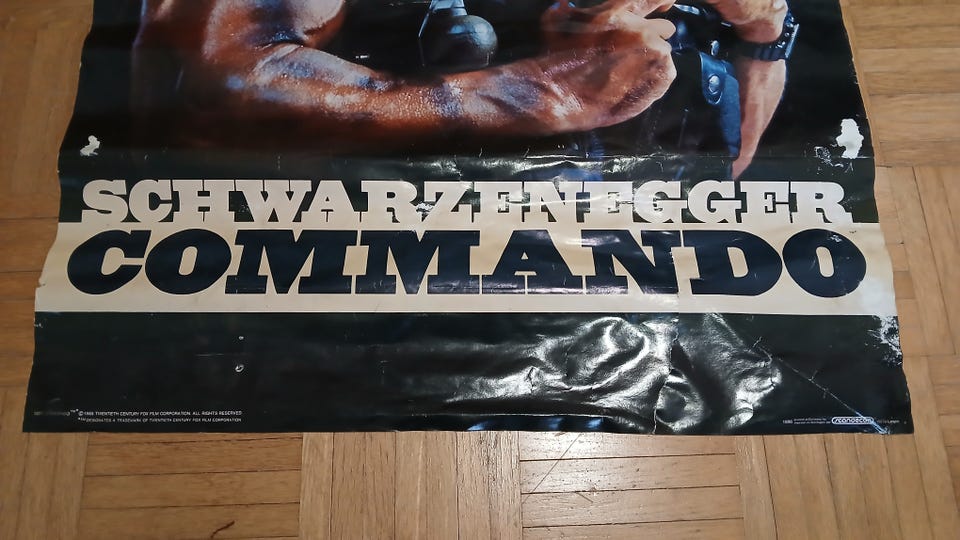 SCHWARZENEGGER
COMMANDO
© 1985 TWENTIETH CENTURY FOX FILM CORPORATION. ALL RIGHTS RESERVED
DESIGNATES A TRADEMARK OF TWENTIETH CENTURY FOX FILM CORPORATION
scandecor